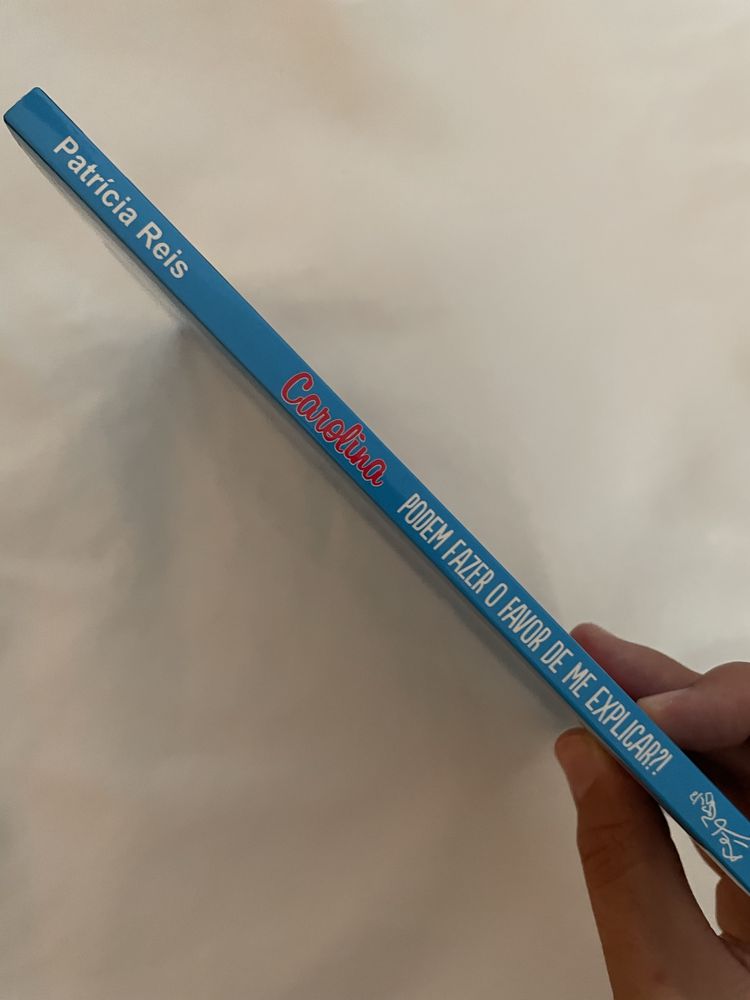 Patrícia Reis
Carolina
PODEM FAZER O FAVOR DE ME EXPLICAR?!